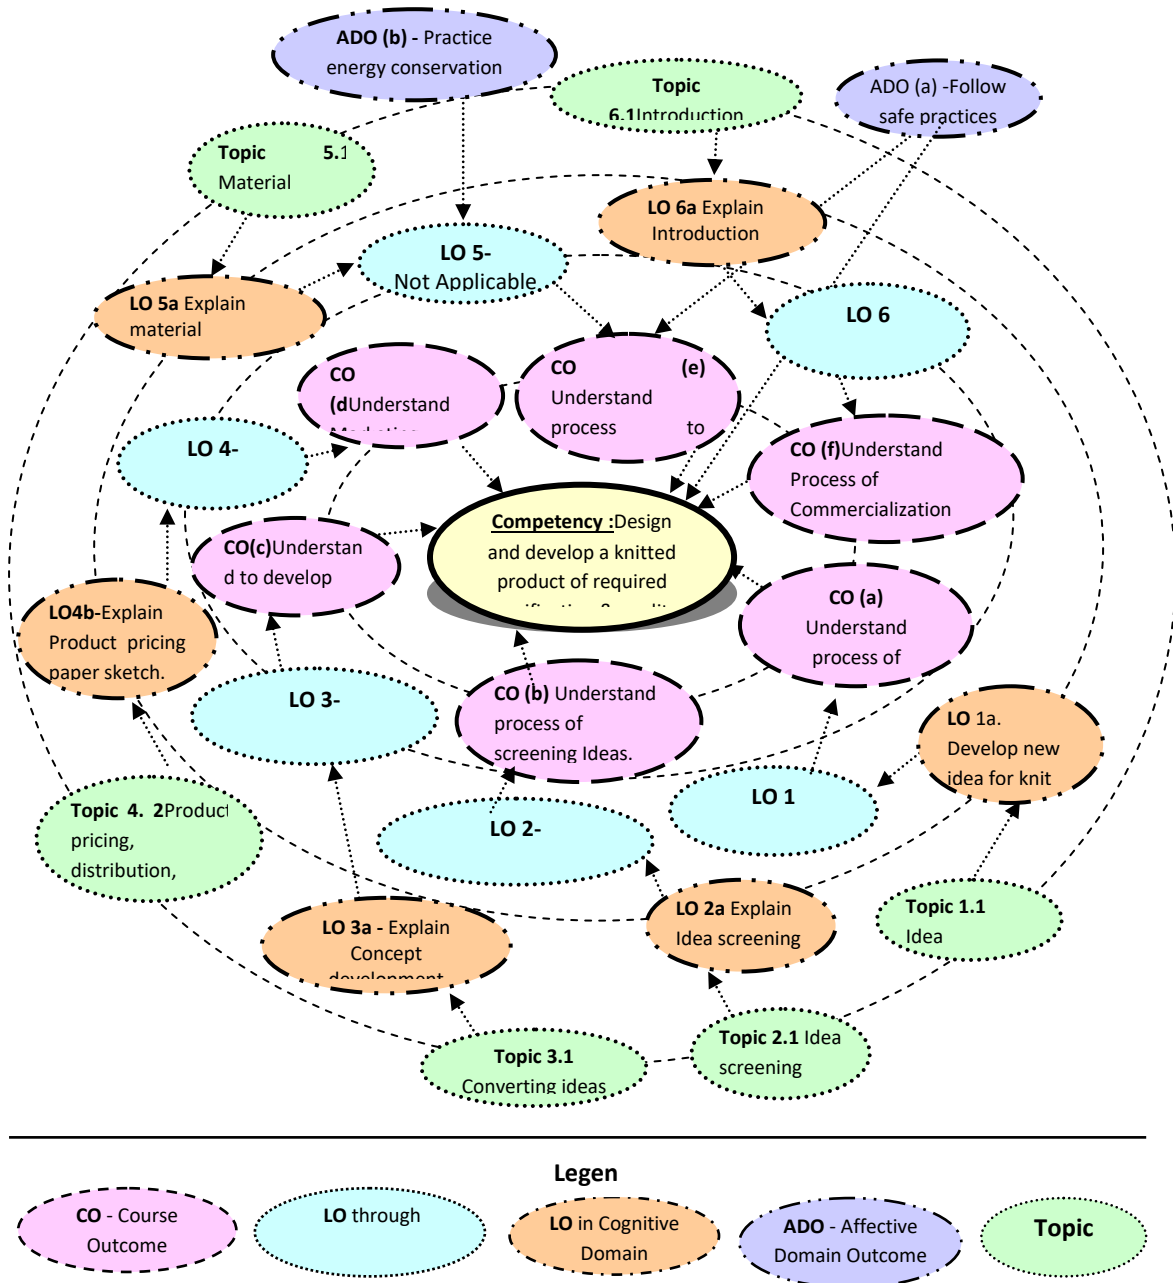 ADO (b) - Practice
energy conservation
Topic
6.1Introduction
ADO (a) -Follow
safe practices
Topic 5.1
Material
LO 6a Explain
Introduction
LO 5-
Not Applicable
LO 5a Explain
material
LO 6
CO
(dUnderstand
CO (e)
Understand
process to
LO 4-
CO (f)Understand
Process of
Commercialization
Competency :Design
and develop a knitted
product of required
CO(c)Understan
d to develop
CO (a)
Understand
process of
LO4b-Explain
Product pricing
paper sketch.
CO (b) Understand
process of
screening Ideas.
LO 3-
LO 1a.
Develop new
idea for knit
LO 1
Topic 4. 2Product
pricing,
distribution,
LO 2-
LO 3a - Explain
Concept
development
LO 2a Explain
Idea screening
Topic 1.1
Idea
Topic 3.1
Converting ideas
Topic 2.1 Idea
screening
Legen
CO - Course
Outcome
LO through
LO in Cognitive
Domain
ADO - Affective
Domain Outcome
Topic